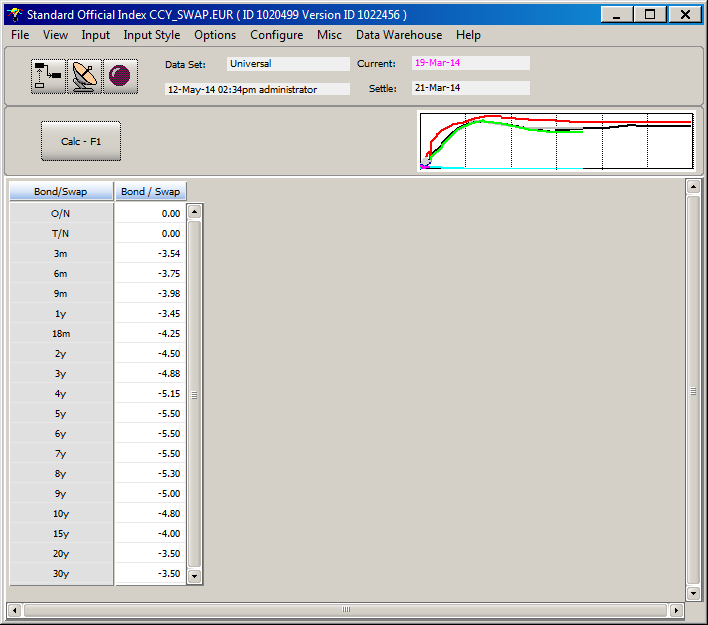 Standard Official Index CCY_SWAP.EUR ( ID 1020499 Version ID 1022456 )
File View Input Input Style Options Configure Misc Data Warehouse Help
Data Set: Universal Current: 19-Mar-14
12-May-14 02:34pm administrator Settle: 21-Mar-14
Calc - F1
Bond/Swap Bond / Swap
O/N 0.00
T/N 0.00
3m -3.54
6m -3.75
9m -3.98
1y -3.45
18m -4.25
2y -4.50
3y -4.88
4y -5.15
5y -5.50
6y -5.50
7y -5.50
8y -5.30
9y -5.00
10y -4.80
15y -4.00
20y -3.50
30y -3.50